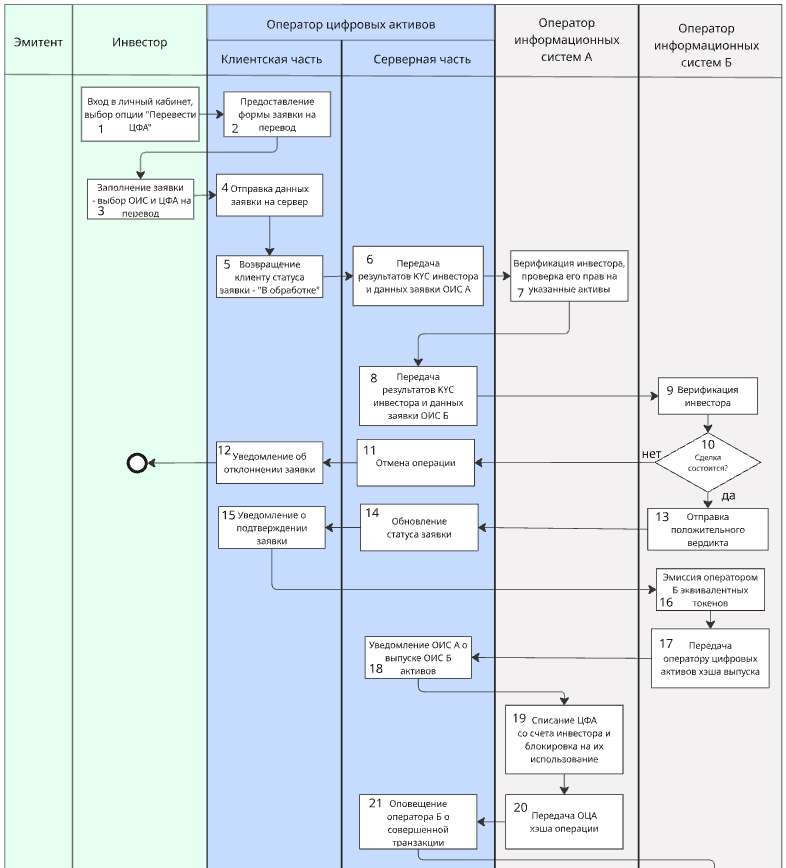 Эмитент
Инвестор
Оператор цифровых активов
Клиентская часть
Серверная часть
Оператор
информационных
систем А
Оператор
информационных
систем Б
Вход в личный кабинет,
выбор опции "Перевести
ЦФА"
1
Предоставление
формы заявки на
перевод
2
Заполнение заявки
- выбор ОИС и ЦФА на
перевод
3
4 Отправка данных
заявки на сервер
5 Возвращение
клиенту статуса
заявки - "В обработке"
6 Передача
результатов KYC инвестора
и данных заявки ОИС А
Верификация инвестора,
проверка его прав на
7 указанные активы
8 Передача
результатов KYC
инвестора и данных
заявки ОИС Б
9 Верификация
инвестора
10
Сделка
состоится?
нет
да
11
Отмена операции
12 Уведомление об
отклоннении заявки
13 Отправка
положительного
вердикта
14 Обновление
статуса заявки
15 Уведомление о
подтверждении
заявки
Эмиссия оператором
Б эквивалентных
16 токенов
17 Передача
оператору цифровых
активов хэша выпуска
Уведомление ОИС А о
выпуске ОИС Б
18 активов
19 Списание ЦФА
со счета инвестора и
блокировка на их
использование
20 Передача ОЦА
хэша операции
21 Оповещение
оператора Б о
совершенной
транзакции